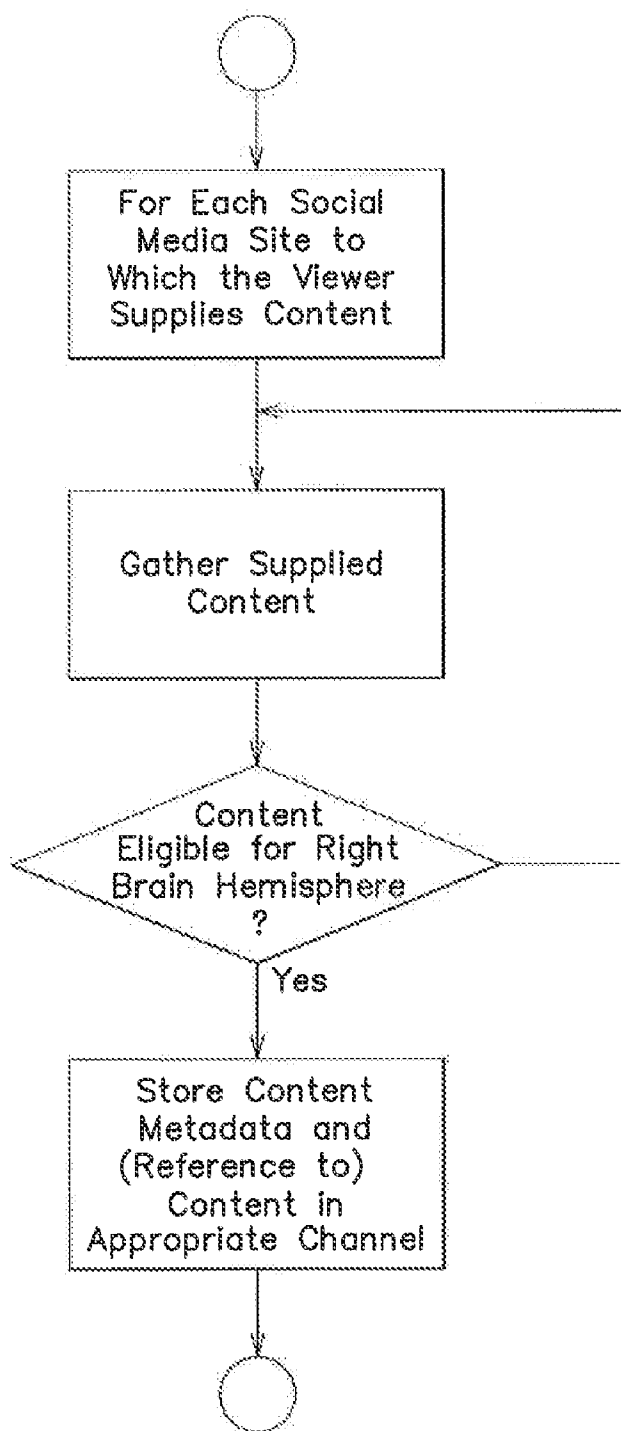 For Each Social
Media Site to
Which the Viewer
Supplies Content
Gather Supplied
Content
Content
Eligible for Right
Brain Hemisphere
?
Yes
Store Content
Metadata and
(Reference to)
Content in
Appropriate Channel